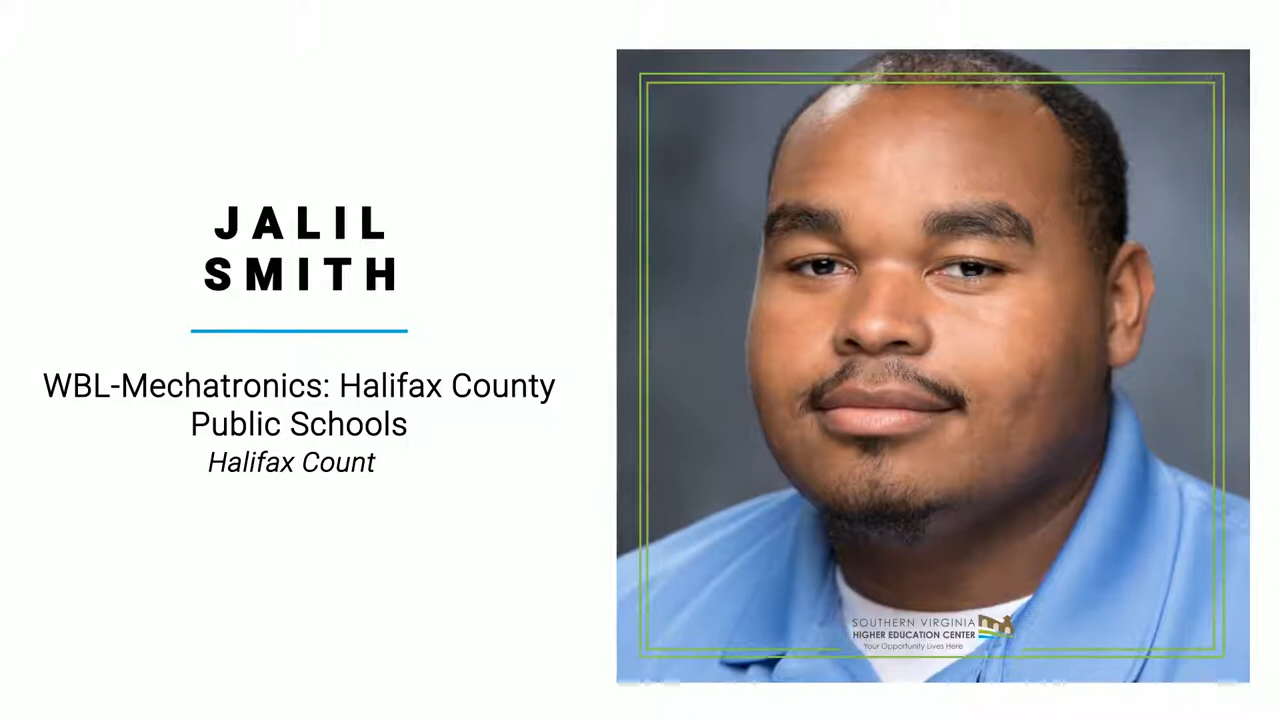 JALIL
SMITH
WBL-Mechatronics: Halifax County
Public Schools
Halifax Count
SOUTHERN VIRGINIA
HIGHER EDUCATION CENTER
Your Opportunity Lives Here